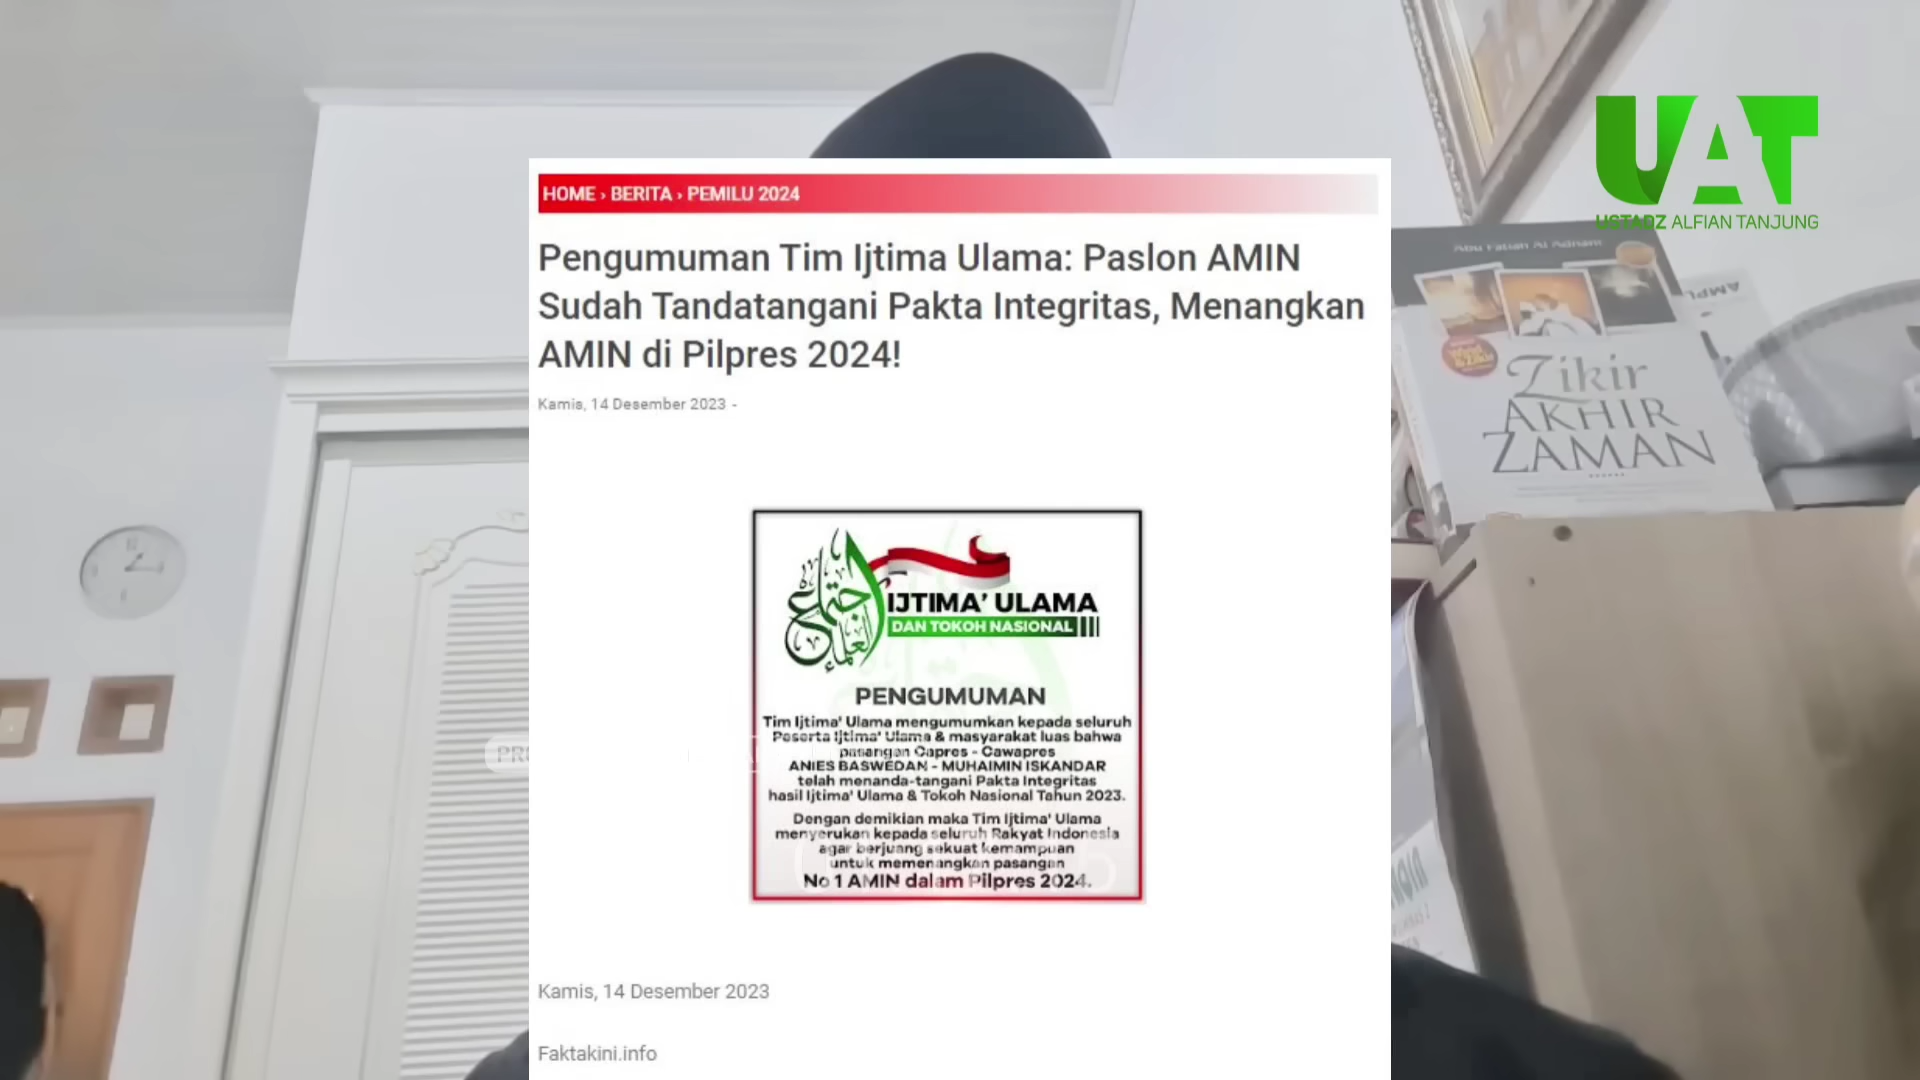 HOME › BERITA › PEMILU 2024
Pengumuman Tim Ijtima Ulama: Paslon AMIN
Sudah Tandatangani Pakta Integritas, Menangkan
AMIN di Pilpres 2024!
Kamis, 14 Desember 2023 -
IJTIMA' ULAMA
DAN TOKOH NASIONAL
PENGUMUMAN
Tim Ijtima' Ulama mengumumkan kepada seluruh
Peserta Ijtima' Ulama & masyarakat luas bahwa
pasangan Capres - Cawapres
ANIES BASWEDAN - MUHAIMIN ISKANDAR
telah menanda-tangani Pakta Integritas
hasil Ijtima' Ulama & Tokoh Nasional Tahun 2023.
Dengan demikian maka Tim Ijtima' Ulama
menyerukan kepada seluruh Rakyat Indonesia
agar berjuang sekuat kemampuan
untuk memenangkan pasangan
No 1 AMIN dalam Pilpres 2024.
Kamis, 14 Desember 2023
Faktakini.info
UAT
USTADZ ALFIAN TANJUNG
Abu Fatiah Al Adnani
Zikir
AKHIR
ZAMAN